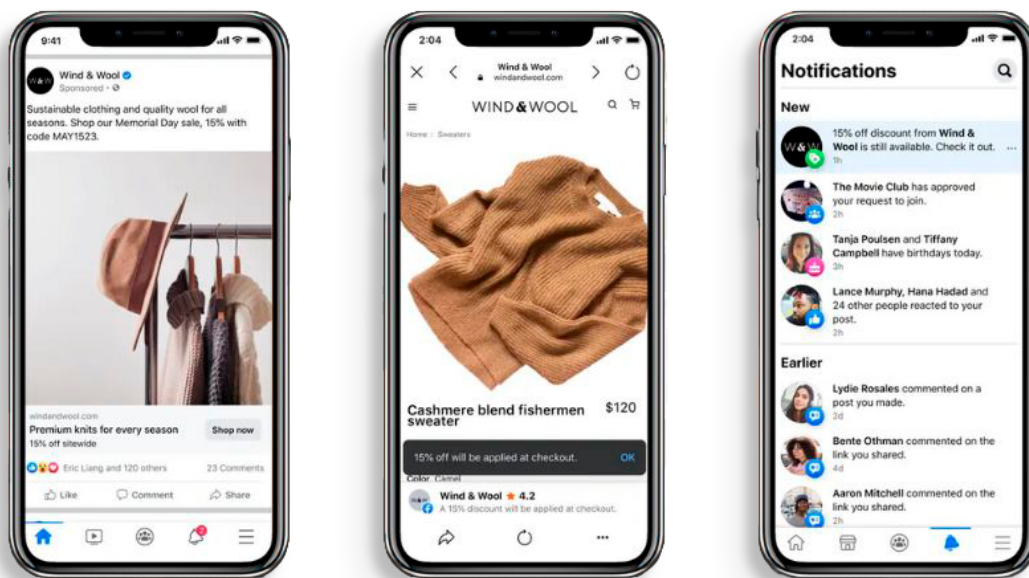 9:41
W&W
Wind & Wool
Sponsored ·
Sustainable clothing and quality wool for all
seasons. Shop our Memorial Day sale, 15% with
code MAY1523.
windandwool.com
Premium knits for every season
15% off sitewide
Shop now
Eric Liang and 120 others
23 Comments
Like
Comment
Share
2:04
Wind & Wool
windandwool.com
WIND&WOOL
Home > Sweaters
Cashmere blend fishermen
sweater
$120
15% off will be applied at checkout.
OK
Color Camel
W&W
Wind & Wool ★ 4.2
A 15% discount will be applied at checkout.
2:04
Notifications
New
W&W
15% off discount from Wind &
Wool is still available. Check it out.
1h
The Movie Club has approved
your request to join.
2h
Tanja Poulsen and Tiffany
Campbell have birthdays today.
3h
Lance Murphy, Hana Hadad and
24 other people reacted to your
post.
2h
Earlier
Lydie Rosales commented on a
post you made.
3d
Bente Othman commented on the
link you shared.
4d
Aaron Mitchell commented on the
link you shared.
2h